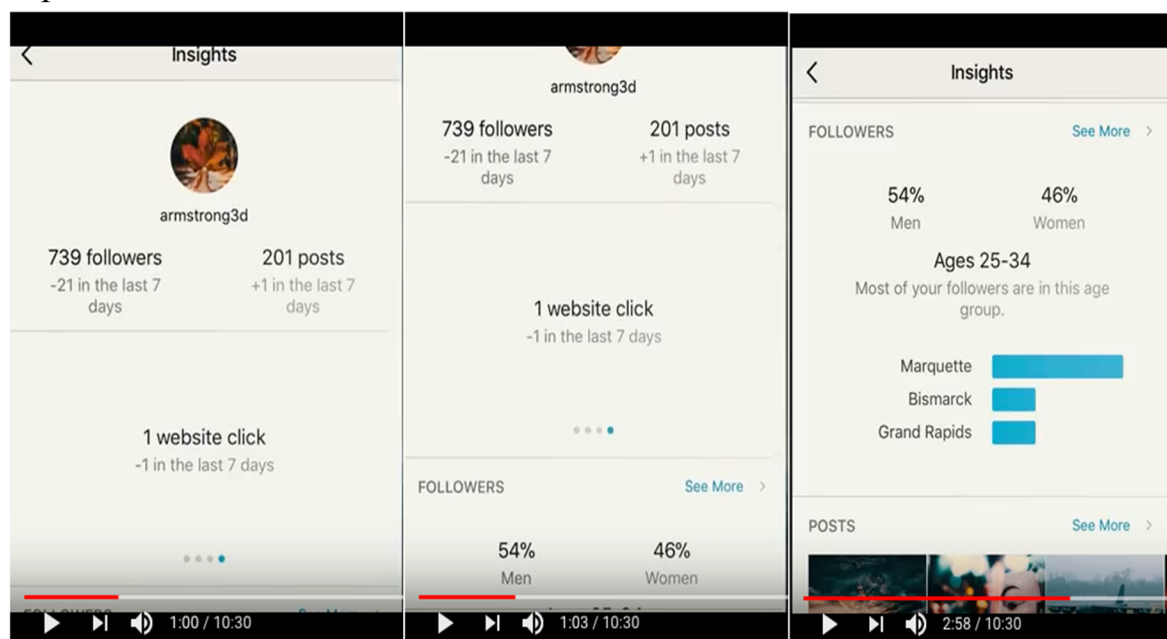 Insights
armstrong3d
739 followers 201 posts
-21 in the last 7 +1 in the last 7
days days
1 website click
-1 in the last 7 days
FOLLOWERS See More
1:00 / 10:30
armstrong3d
739 followers 201 posts
-21 in the last 7 +1 in the last 7
days days
1 website click
-1 in the last 7 days
FOLLOWERS See More >
54% 46%
Men Women
1:03 / 10:30
Insights
FOLLOWERS See More >
54% 46%
Men Women
Ages 25-34
Most of your followers are in this age
group.
Marquette
Bismarck
Grand Rapids
POSTS See More >
2:58 / 10:30